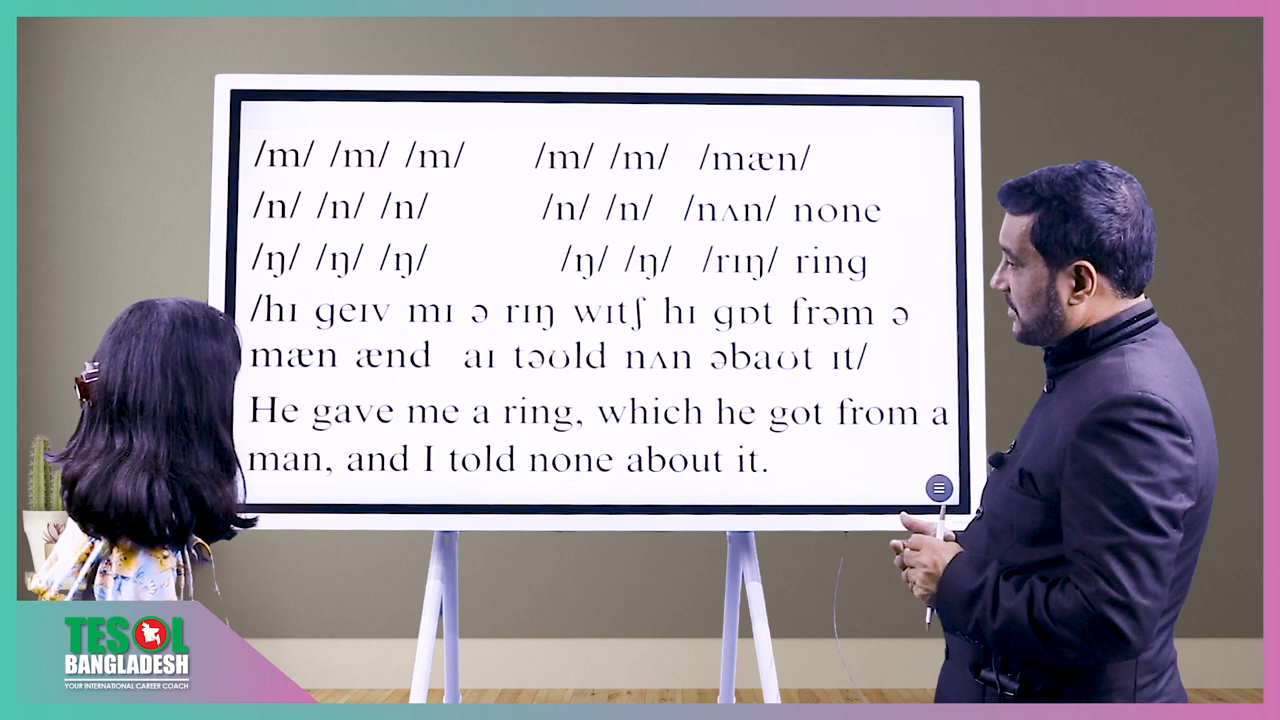 /m/ /m/ /m/ /m/ /m/ /mæn/
/n/ /n/ /n/ /n/ /n/ /nʌn/ none
/ŋ/ /ŋ/ /ŋ/ /ŋ/ /ŋ/ /rɪŋ/ ring
/hɪ ɡeɪv mɪ ə rɪŋ wɪtʃ hɪ ɡɒt frəm ə
mæn ænd aɪ təʊld nʌn əbaʊt ɪt/
He gave me a ring, which he got from a
man, and I told none about it.
TESOL
BANGLADESH
YOUR INTERNATIONAL CAREER COACH